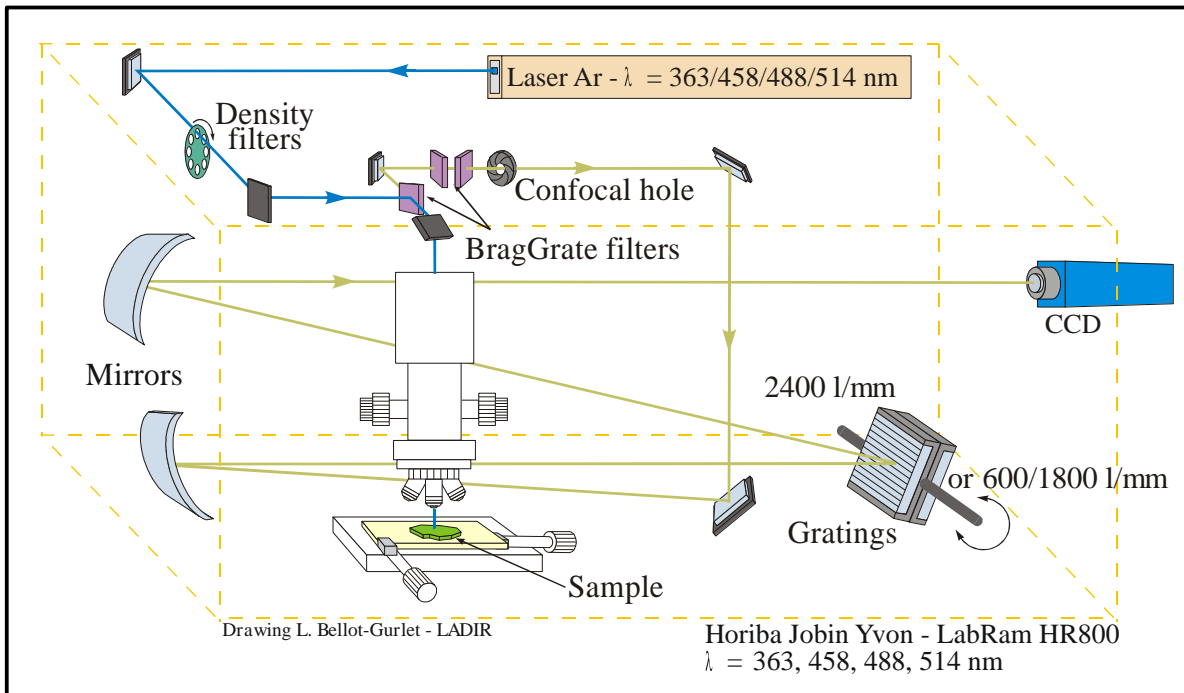 Laser Ar - λ = 363/458/488/514 nm
Density
filters
Confocal hole
BragGrate filters
CCD
Mirrors
2400 l/mm
or 600/1800 l/mm
Gratings
Sample
Drawing L. Bellot-Gurlet - LADIR
Horiba Jobin Yvon - LabRam HR800
λ = 363, 458, 488, 514 nm